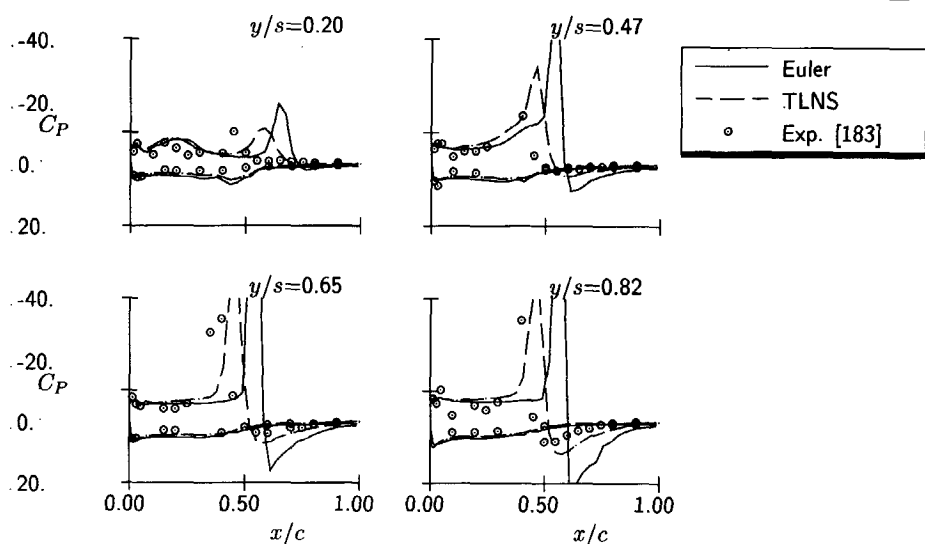 y/s=0.20
y/s=0.47
.-40.
.-20.
C_P
.0.
20.
Euler
TLNS
Exp. [183]
y/s=0.65
y/s=0.82
.-40.
.-20.
C_P
.0.
20.
0.00 0.50 1.00
0.00 0.50 1.00
x/c
x/c